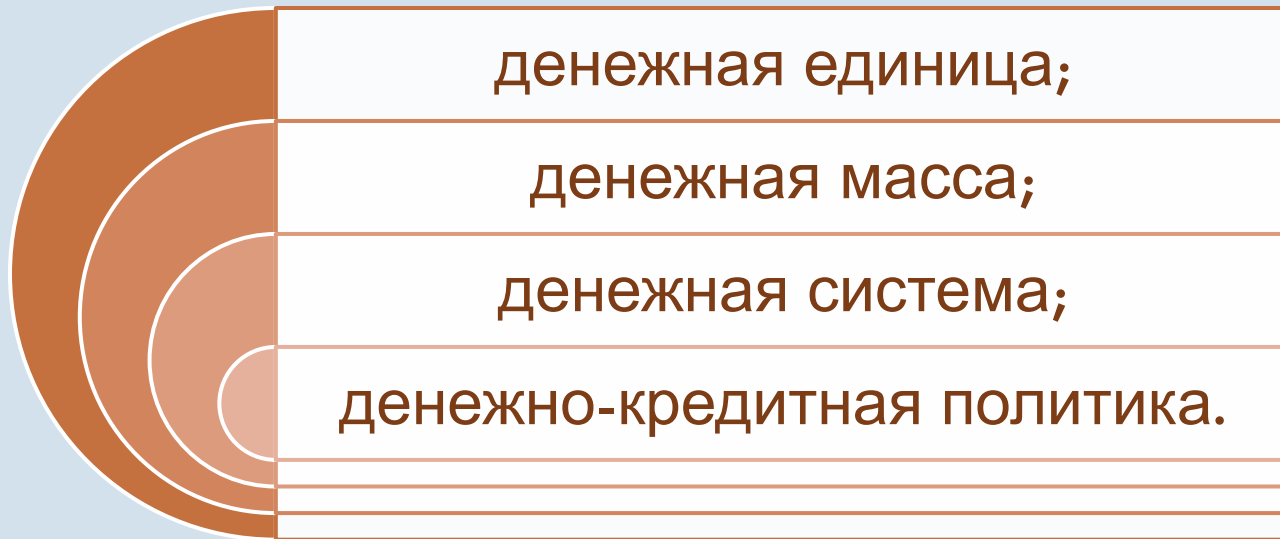 денежная единица;
денежная масса;
денежная система;
денежно-кредитная политика.